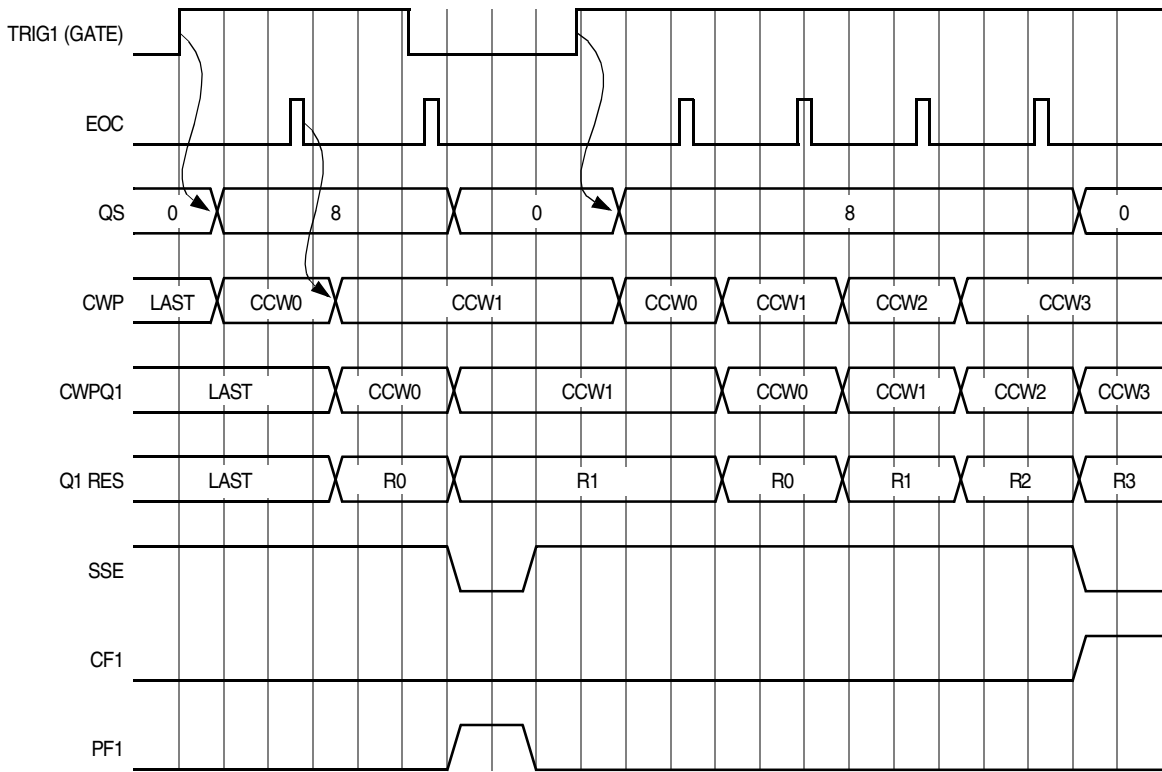 TRIG1 (GATE)
EOC
QS 0 8 0 8 0
CWP LAST CCW0 CCW1 CCW0 CCW1 CCW2 CCW3
CWPQ1 LAST CCW0 CCW1 CCW0 CCW1 CCW2 CCW3
Q1 RES LAST R0 R1 R0 R1 R2 R3
SSE
CF1
PF1